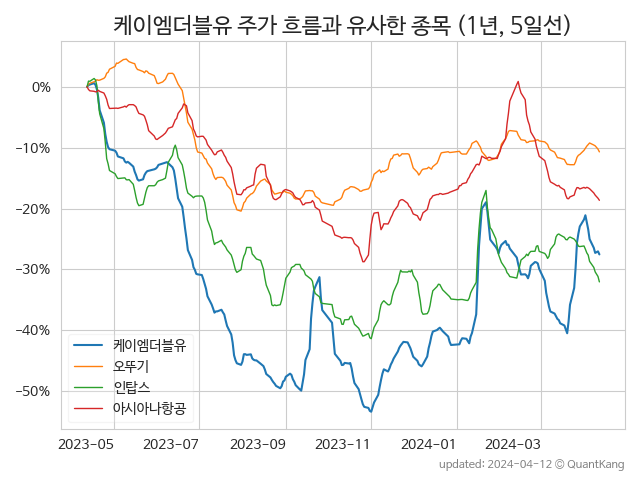 케이엠더블유 주가 흐름과 유사한 종목 (1년, 5일선)
0%
−10%
−20%
−30%
−40%
−50%
케이엠더블유
오뚜기
인탑스
아시아나항공
2023-05 2023-07 2023-09 2023-11 2024-01 2024-03
updated: 2024-04-12 © QuantKang